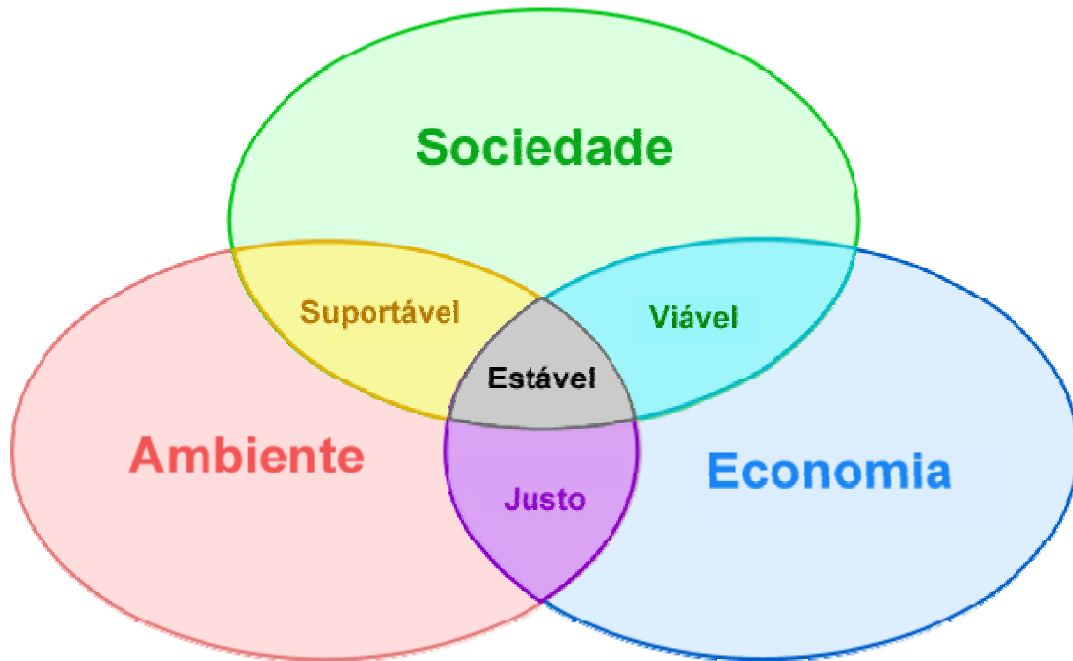 Sociedade
Suportável
Viável
Estável
Ambiente
Economia
Justo